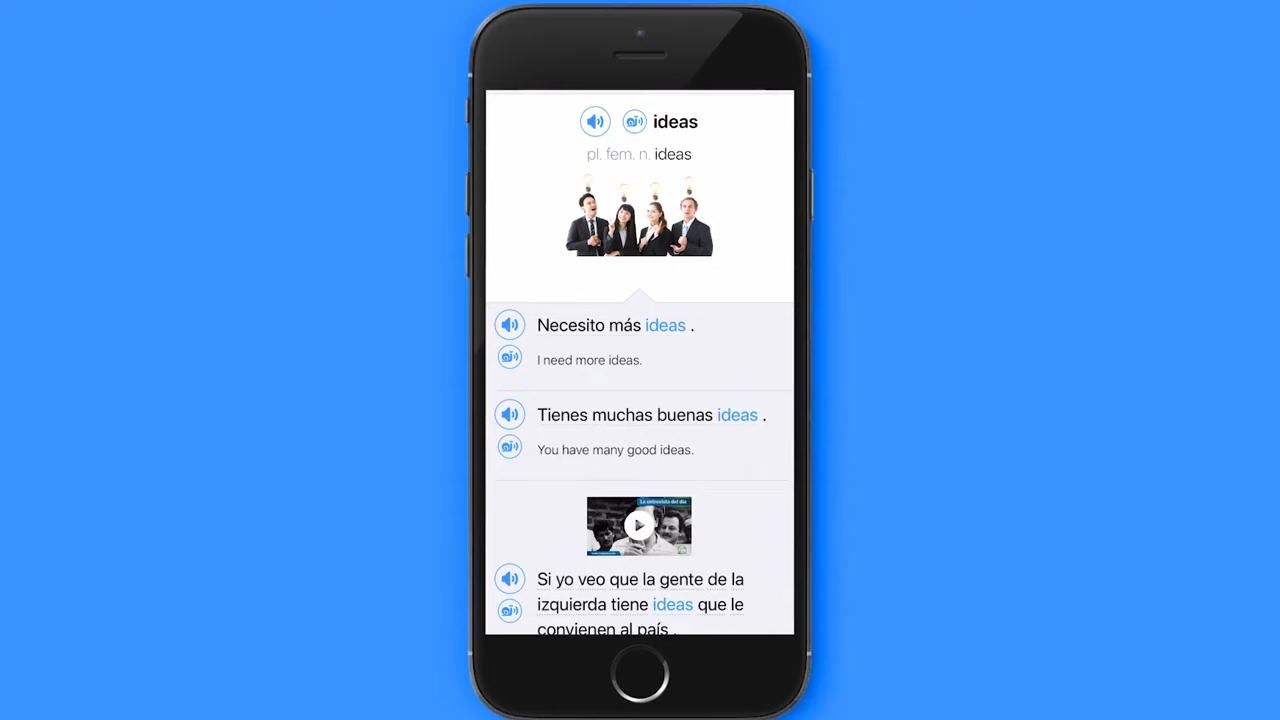 ideas
pl. fem. n. ideas
Necesito más ideas .
I need more ideas.
Tienes muchas buenas ideas .
You have many good ideas.
La entrevista del día
Si yo veo que la gente de la
izquierda tiene ideas que le
convienen al país .